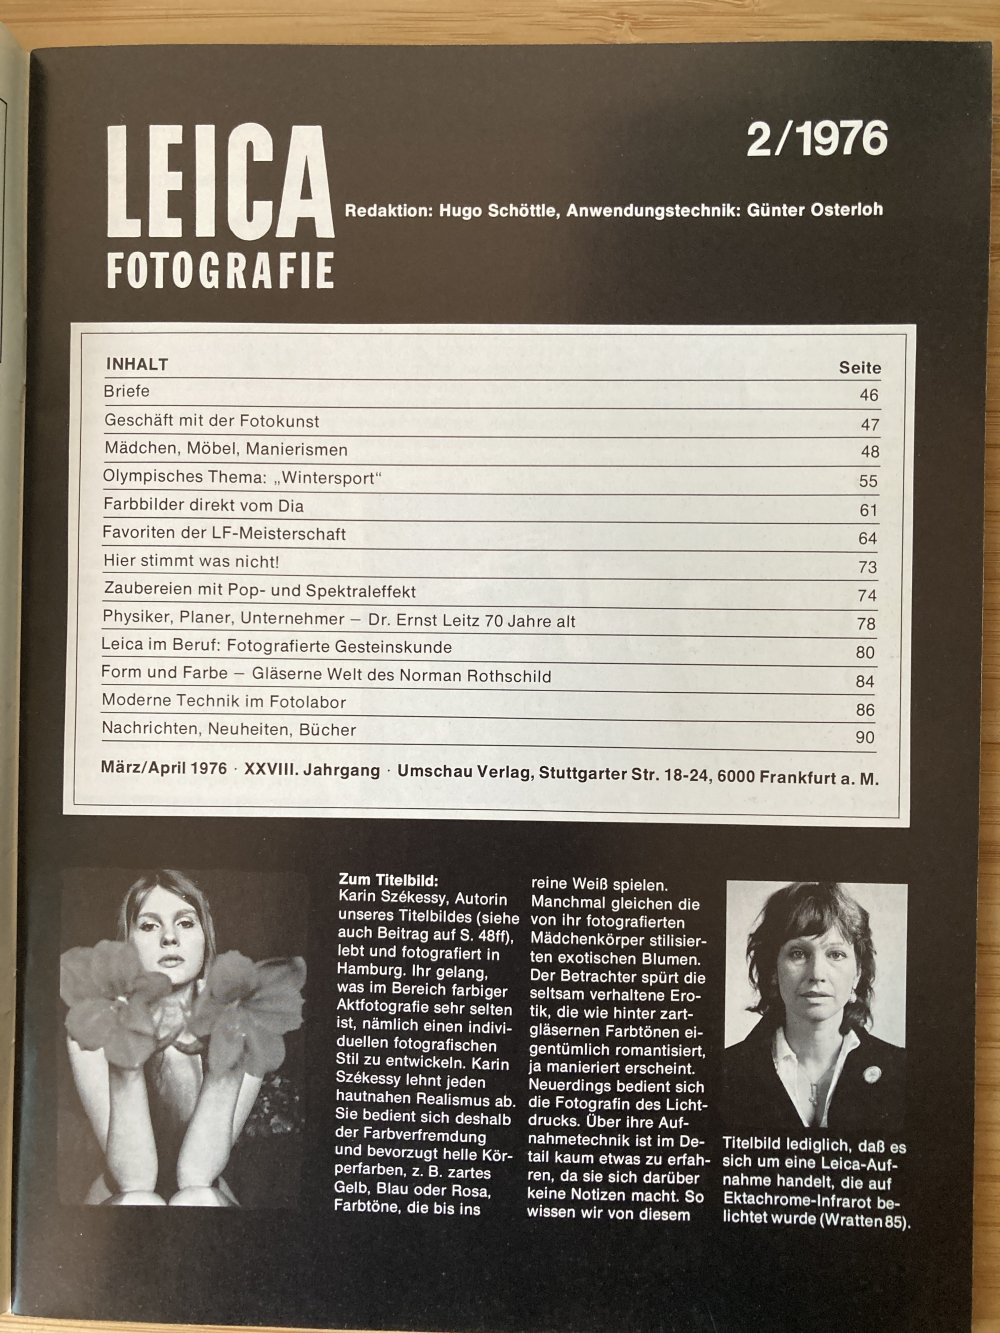 LEICA
FOTOGRAFIE
2/1976
Redaktion: Hugo Schöttle, Anwendungstechnik: Günter Osterloh
INHALT Seite
Briefe 46
Geschäft mit der Fotokunst 47
Mädchen, Möbel, Manierismen 48
Olympisches Thema: „Wintersport“ 55
Farbbilder direkt vom Dia 61
Favoriten der LF-Meisterschaft 64
Hier stimmt was nicht! 73
Zaubereien mit Pop- und Spektraleffekt 74
Physiker, Planer, Unternehmer – Dr. Ernst Leitz 70 Jahre alt 78
Leica im Beruf: Fotografierte Gesteinskunde 80
Form und Farbe – Gläserne Welt des Norman Rothschild 84
Moderne Technik im Fotolabor 86
Nachrichten, Neuheiten, Bücher 90
März/April 1976 · XXVIII. Jahrgang · Umschau Verlag, Stuttgarter Str. 18-24, 6000 Frankfurt a. M.
Zum Titelbild:
Karin Székessy, Autorin
unseres Titelbildes (siehe
auch Beitrag auf S. 48ff),
lebt und fotografiert in
Hamburg. Ihr gelang,
was im Bereich farbiger
Aktfotografie sehr selten
ist, nämlich einen indivi-
duellen fotografischen
Stil zu entwickeln. Karin
Székessy lehnt jeden
hautnahen Realismus ab.
Sie bedient sich deshalb
der Farbverfremdung
und bevorzugt helle Kör-
perfarben, z. B. zartes
Gelb, Blau oder Rosa,
Farbtöne, die bis ins
reine Weiß spielen.
Manchmal gleichen die
von ihr fotografierten
Mädchenkörper stilisier-
ten exotischen Blumen.
Der Betrachter spürt die
seltsam verhaltene Ero-
tik, die wie hinter zart-
gläsernen Farbtönen ei-
gentümlich romantisiert,
ja manieriert erscheint.
Neuerdings bedient sich
die Fotografin des Licht-
drucks. Über ihre Auf-
nahmetechnik ist im De-
tail kaum etwas zu erfah-
ren, da sie sich darüber
keine Notizen macht. So
wissen wir von diesem
Titelbild lediglich, daß es
sich um eine Leica-Auf-
nahme handelt, die auf
Ektachrome-Infrarot be-
lichtet wurde (Wratten 85).